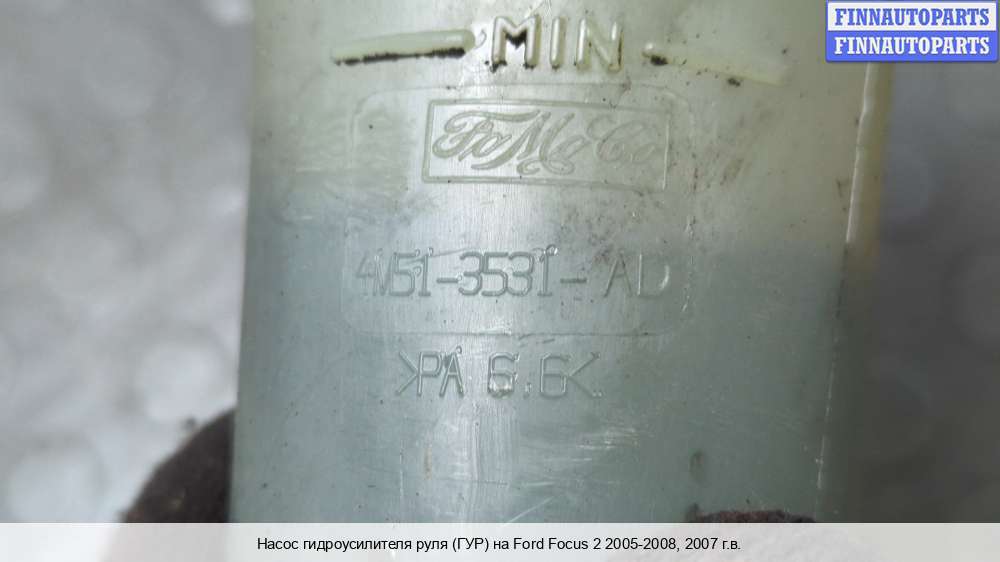 FINNAUTOPARTS
FINNAUTOPARTS
MIN
FoMoCo
4M51-3531-AD
>PA 6.6<
Насос гидроусилителя руля (ГУР) на Ford Focus 2 2005-2008, 2007 г.в.